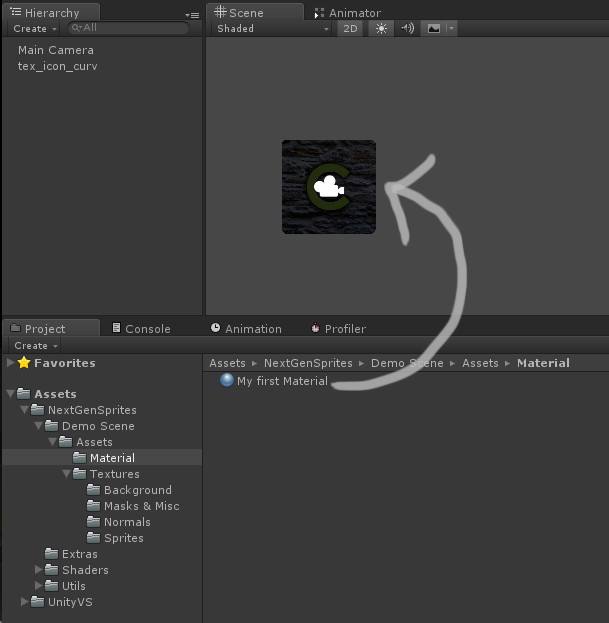 Hierarchy
Create
All
Main Camera
tex_icon_curv
Scene
Animator
Shaded
2D
C
Project
Console
Animation
Profiler
Create
Favorites
Assets
NextGenSprites
Demo Scene
Assets
Material
Textures
Background
Masks & Misc
Normals
Sprites
Extras
Shaders
Utils
UnityVS
Assets ▸ NextGenSprites ▸ Demo Scene ▸ Assets ▸ Material
My first Material